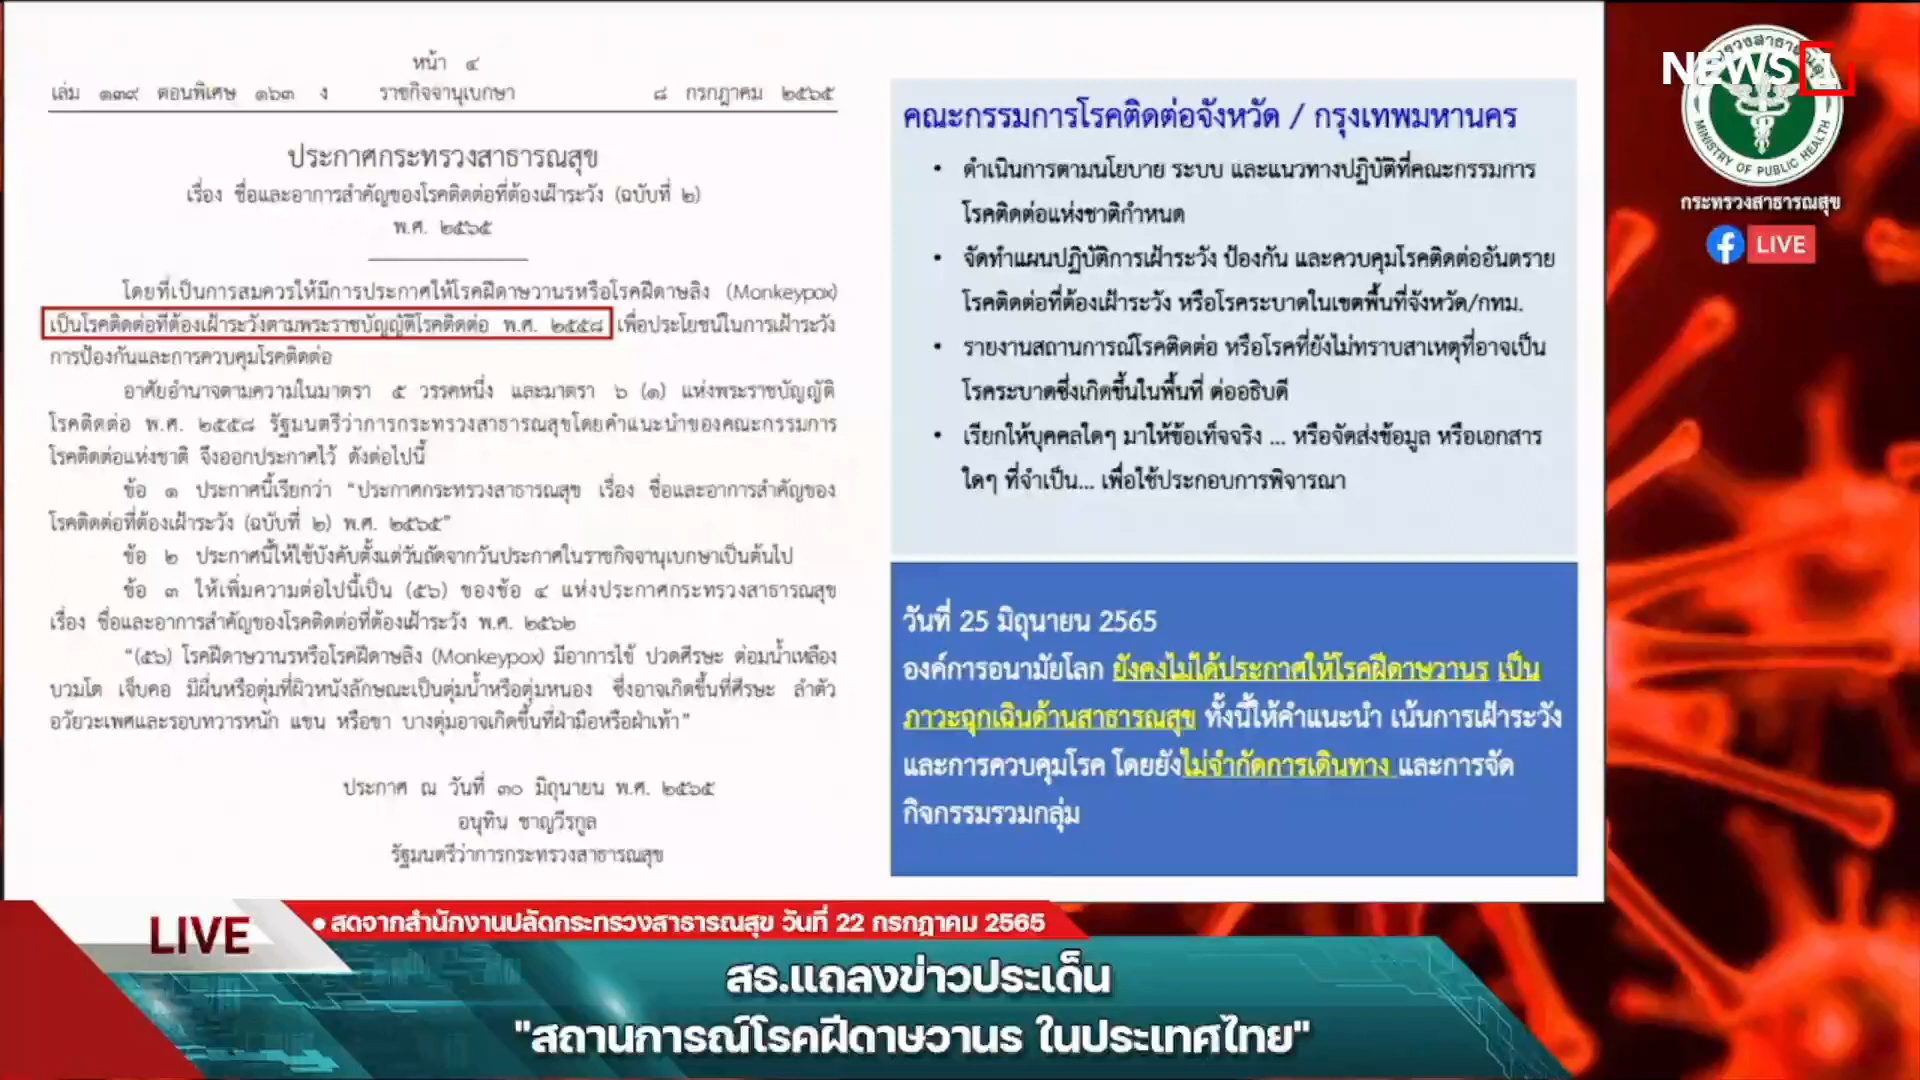 หน้า ๔
เล่ม ๑๓๙ ตอนพิเศษ ๑๖๓ ง ราชกิจจานุเบกษา ๘ กรกฎาคม ๒๕๖๕
ประกาศกระทรวงสาธารณสุข
เรื่อง ชื่อและอาการสำคัญของโรคติดต่อที่ต้องเฝ้าระวัง (ฉบับที่ ๒)
พ.ศ. ๒๕๖๕
โดยที่เป็นการสมควรให้มีการประกาศให้โรคฝีดาษวานรหรือโรคฝีดาษลิง (Monkeypox)
เป็นโรคติดต่อที่ต้องเฝ้าระวังตามพระราชบัญญัติโรคติดต่อ พ.ศ. ๒๕๕๘ เพื่อประโยชน์ในการเฝ้าระวัง
การป้องกันและการควบคุมโรคติดต่อ
อาศัยอำนาจตามความในมาตรา ๕ วรรคหนึ่ง และมาตรา ๖ (๑) แห่งพระราชบัญญัติ
โรคติดต่อ พ.ศ. ๒๕๕๘ รัฐมนตรีว่าการกระทรวงสาธารณสุขโดยคำแนะนำของคณะกรรมการ
โรคติดต่อแห่งชาติ จึงออกประกาศไว้ ดังต่อไปนี้
ข้อ ๑ ประกาศนี้เรียกว่า "ประกาศกระทรวงสาธารณสุข เรื่อง ชื่อและอาการสำคัญของ
โรคติดต่อที่ต้องเฝ้าระวัง (ฉบับที่ ๒) พ.ศ. ๒๕๖๕"
ข้อ ๒ ประกาศนี้ให้ใช้บังคับตั้งแต่วันถัดจากวันประกาศในราชกิจจานุเบกษาเป็นต้นไป
ข้อ ๓ ให้เพิ่มความต่อไปนี้เป็น (๕๖) ของข้อ ๔ แห่งประกาศกระทรวงสาธารณสุข
เรื่อง ชื่อและอาการสำคัญของโรคติดต่อที่ต้องเฝ้าระวัง พ.ศ. ๒๕๖๒
"(๕๖) โรคฝีดาษวานรหรือโรคฝีดาษลิง (Monkeypox) มีอาการไข้ ปวดศีรษะ ต่อมน้ำเหลือง
บวมโต เจ็บคอ มีผื่นหรือตุ่มที่ผิวหนังลักษณะเป็นตุ่มน้ำหรือตุ่มหนอง ซึ่งอาจเกิดขึ้นที่ศีรษะ ลำตัว
อวัยวะเพศและรอบทวารหนัก แขน หรือขา บางตุ่มอาจเกิดขึ้นที่ฝ่ามือหรือฝ่าเท้า"
ประกาศ ณ วันที่ ๓๐ มิถุนายน พ.ศ. ๒๕๖๕
อนุทิน ชาญวีรกูล
รัฐมนตรีว่าการกระทรวงสาธารณสุข
คณะกรรมการโรคติดต่อจังหวัด / กรุงเทพมหานคร
• ดำเนินการตามนโยบาย ระบบ และแนวทางปฏิบัติที่คณะกรรมการ
โรคติดต่อแห่งชาติกำหนด
• จัดทำแผนปฏิบัติการเฝ้าระวัง ป้องกัน และควบคุมโรคติดต่ออันตราย
โรคติดต่อที่ต้องเฝ้าระวัง หรือโรคระบาดในเขตพื้นที่จังหวัด/กทม.
• รายงานสถานการณ์โรคติดต่อ หรือโรคที่ยังไม่ทราบสาเหตุที่อาจเป็น
โรคระบาดซึ่งเกิดขึ้นในพื้นที่ ต่ออธิบดี
• เรียกให้บุคคลใดๆ มาให้ข้อเท็จจริง ... หรือจัดส่งข้อมูล หรือเอกสาร
ใดๆ ที่จำเป็น... เพื่อใช้ประกอบการพิจารณา
วันที่ 25 มิถุนายน 2565
องค์การอนามัยโลก ยังคงไม่ได้ประกาศให้โรคฝีดาษวานร เป็น
ภาวะฉุกเฉินด้านสาธารณสุข ทั้งนี้ให้คำแนะนำ เน้นการเฝ้าระวัง
และการควบคุมโรค โดยยังไม่จำกัดการเดินทาง และการจัด
กิจกรรมรวมกลุ่ม
NEWS 1
MINISTRY OF PUBLIC HEALTH
กระทรวงสาธารณสุข
LIVE
LIVE
• สดจากสำนักงานปลัดกระทรวงสาธารณสุข วันที่ 22 กรกฎาคม 2565
สธ.แถลงข่าวประเด็น
"สถานการณ์โรคฝีดาษวานร ในประเทศไทย"